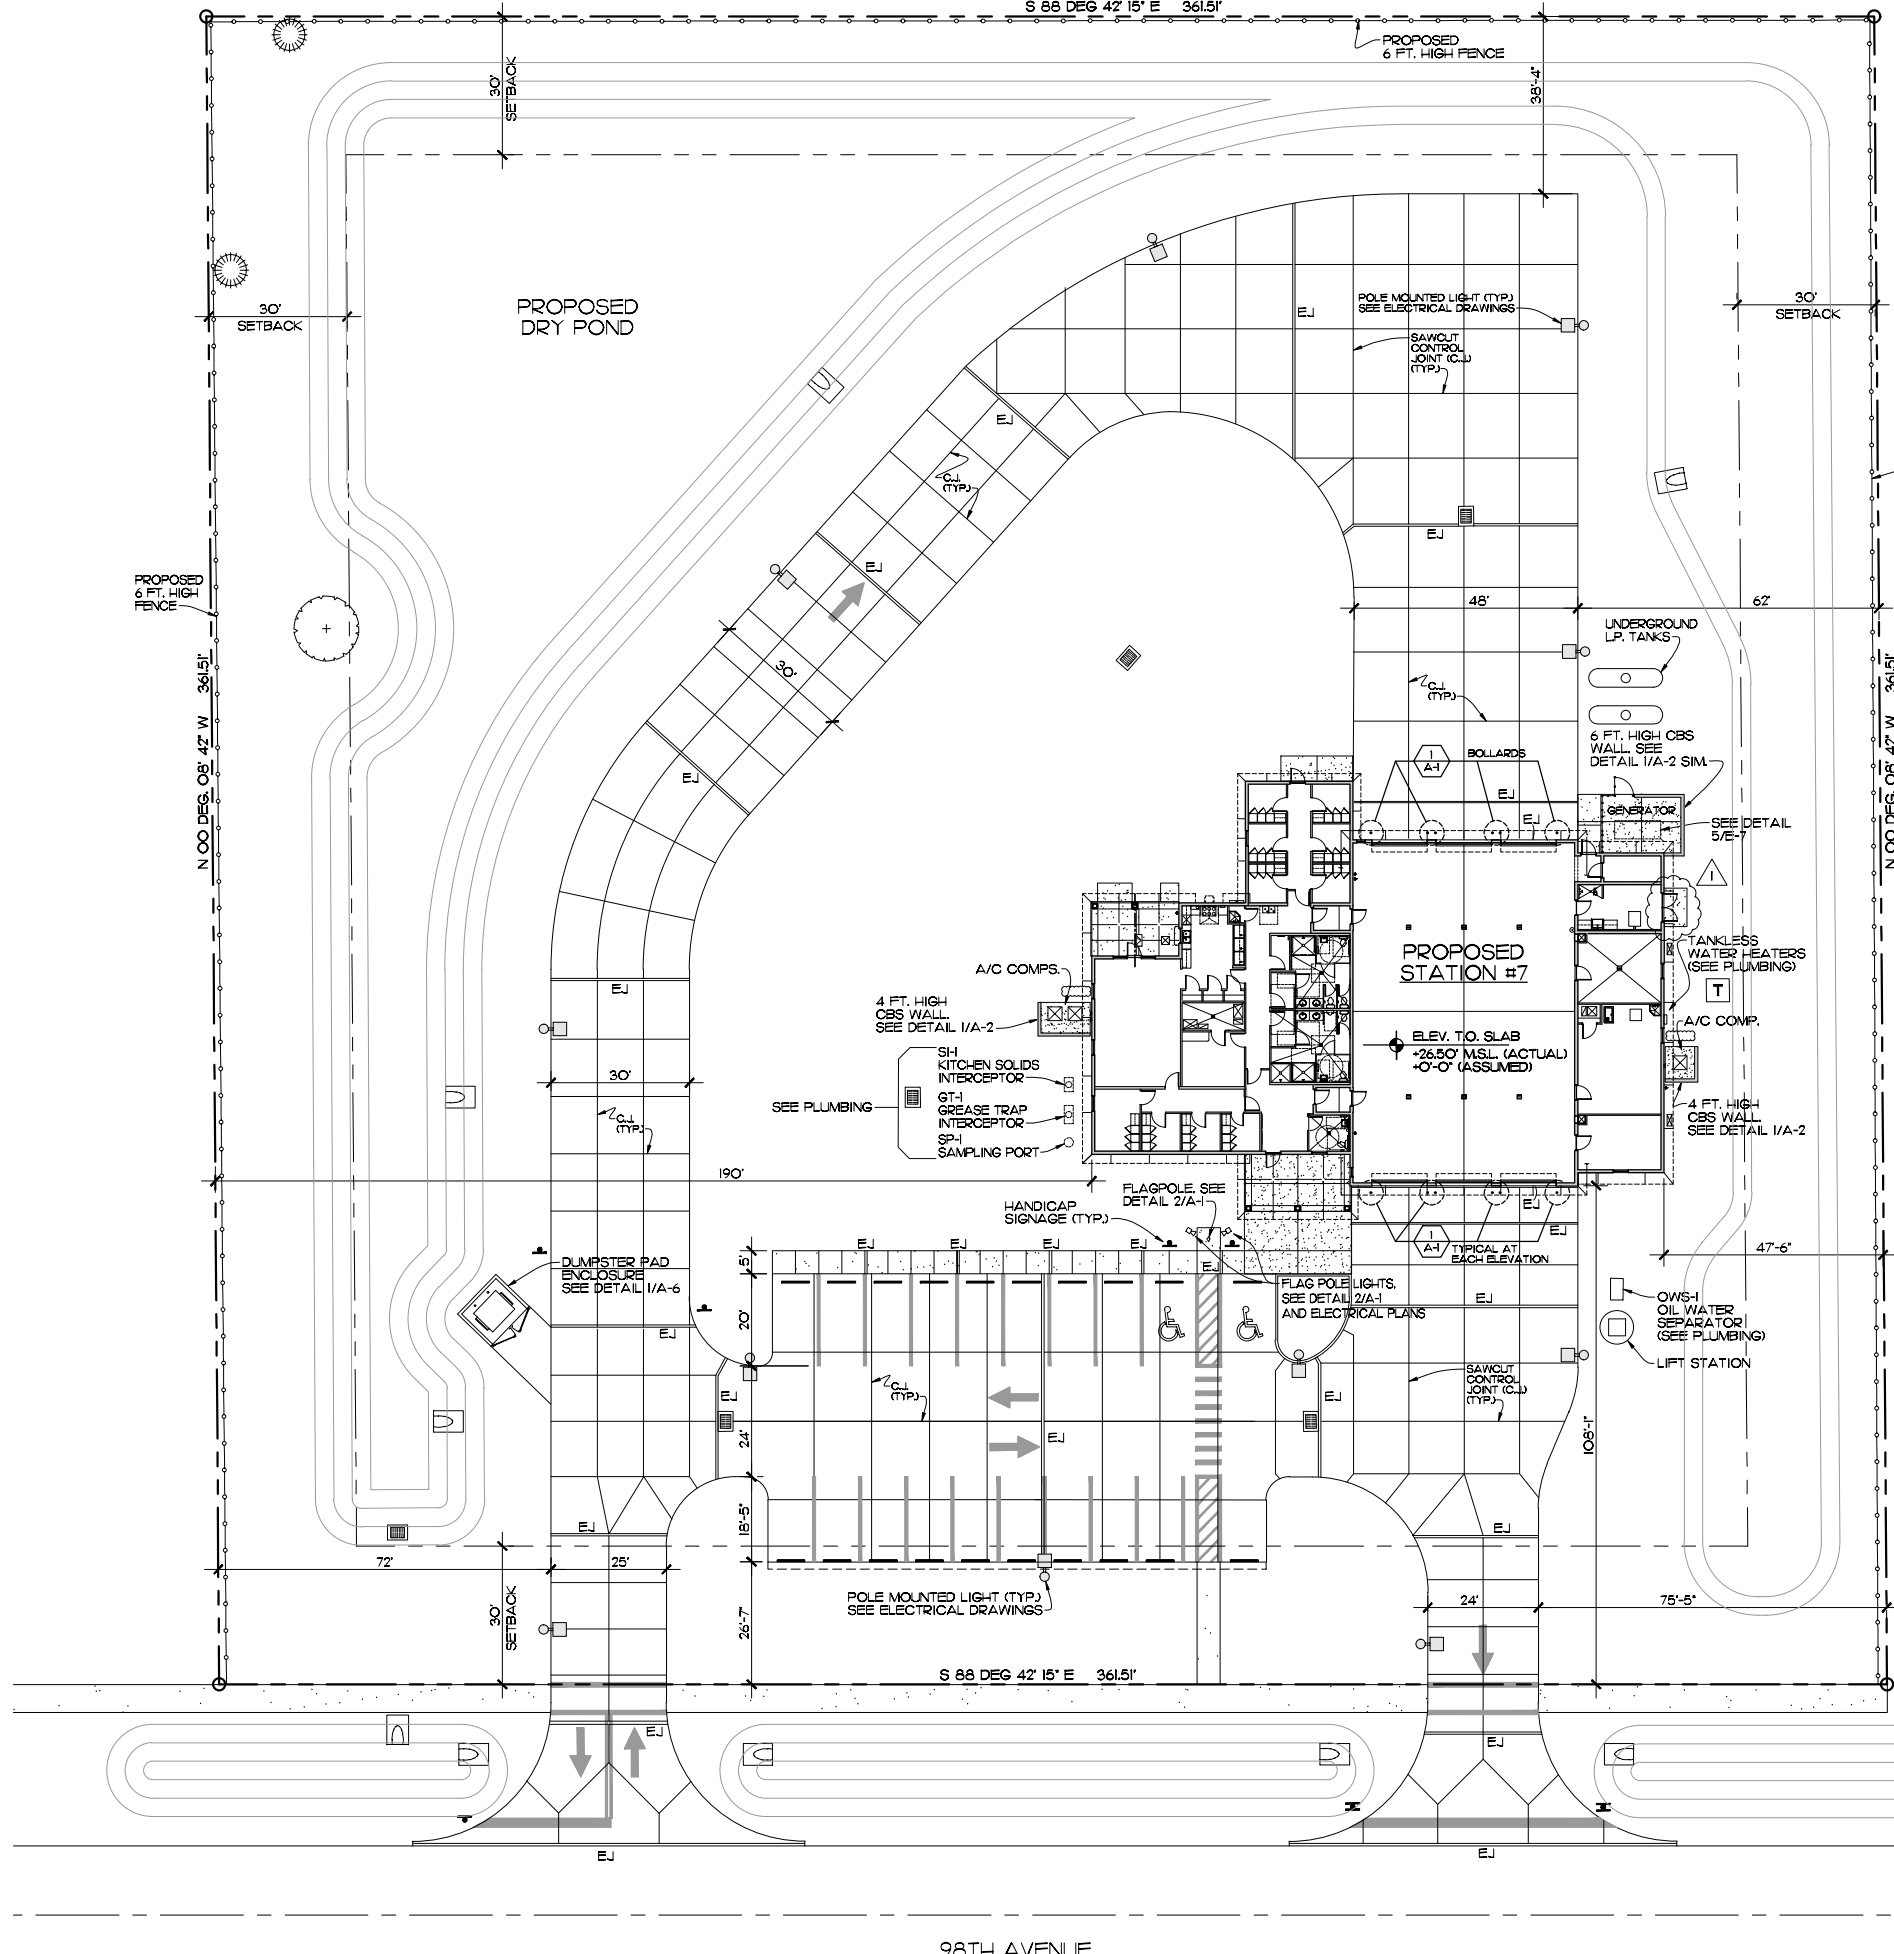 S 88 DEG 42' 15" E 361.51'
PROPOSED
6 FT. HIGH FENCE
30'
SETBACK
38'-4"
PROPOSED
DRY POND
30'
SETBACK
30'
SETBACK
POLE MOUNTED LIGHT (TYP.)
SEE ELECTRICAL DRAWINGS
EJ
SAWCUT
CONTROL
JOINT (C.J.)
(TYP.)
EJ
C.J.
(TYP.)
EJ
EJ
PROPOSED
6 FT. HIGH
FENCE
48'
62'
UNDERGROUND
L.P. TANKS
30'
C.J.
(TYP.)
N 00 DEG. 08' 42" W 361.51'
N 00 DEG. 08' 42" W 361.51'
6 FT. HIGH CBS
WALL. SEE
DETAIL 1/A-2 SIM.
1
A-1
BOLLARDS
EJ
EJ
EJ
GENERATOR
SEE DETAIL
5/E-7
1
PROPOSED
STATION #7
TANKLESS
WATER HEATERS
(SEE PLUMBING)
T
A/C COMPS.
EJ
4 FT. HIGH
CBS WALL.
SEE DETAIL 1/A-2
A/C COMP.
ELEV. T.O. SLAB
+26.50' M.S.L. (ACTUAL)
+0'-0" (ASSUMED)
SI-1
KITCHEN SOLIDS
INTERCEPTOR
GT-1
GREASE TRAP
INTERCEPTOR
SP-1
SAMPLING PORT
SEE PLUMBING
30'
C.J.
(TYP.)
4 FT. HIGH
CBS WALL.
SEE DETAIL 1/A-2
190'
FLAGPOLE. SEE
DETAIL 2/A-1
HANDICAP
SIGNAGE (TYP.)
EJ
EJ
1
A-1
TYPICAL AT
EACH ELEVATION
47'-6"
EJ
EJ
EJ
EJ
EJ
5'
DUMPSTER PAD
ENCLOSURE
SEE DETAIL 1/A-6
FLAG POLE LIGHTS.
SEE DETAIL 2/A-1
AND ELECTRICAL PLANS
EJ
OWS-1
OIL WATER
SEPARATOR
(SEE PLUMBING)
LIFT STATION
20'
EJ
SAWCUT
CONTROL
JOINT (C.J.)
(TYP.)
C.J.
(TYP.)
EJ
EJ
24'
EJ
108'-1"
18'-5"
EJ
EJ
72'
25'
30'
SETBACK
POLE MOUNTED LIGHT (TYP.)
SEE ELECTRICAL DRAWINGS
26'-7"
24'
75'-5"
S 88 DEG 42' 15" E 361.51'
EJ
EJ
EJ
EJ
98TH AVENUE